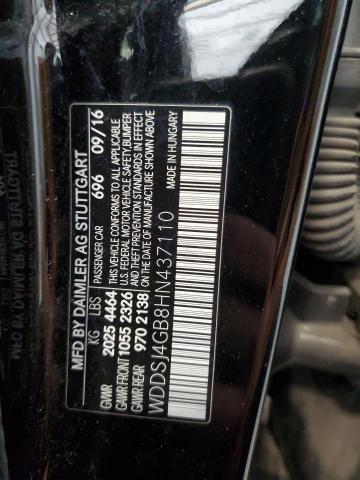 MFD BY DAIMLER AG STUTTGART
KG LBS PASSENGER CAR 696 09/16
GVWR 2025 4464 THIS VEHICLE CONFORMS TO ALL APPLICABLE
GAWR FRONT 1055 2326 U.S. FEDERAL MOTOR VEHICLE SAFETY, BUMPER,
GAWR REAR 970 2138 AND THEFT PREVENTION STANDARDS IN EFFECT
ON THE DATE OF MANUFACTURE SHOWN ABOVE
WDDSJ4GB8HN437110 MADE IN HUNGARY